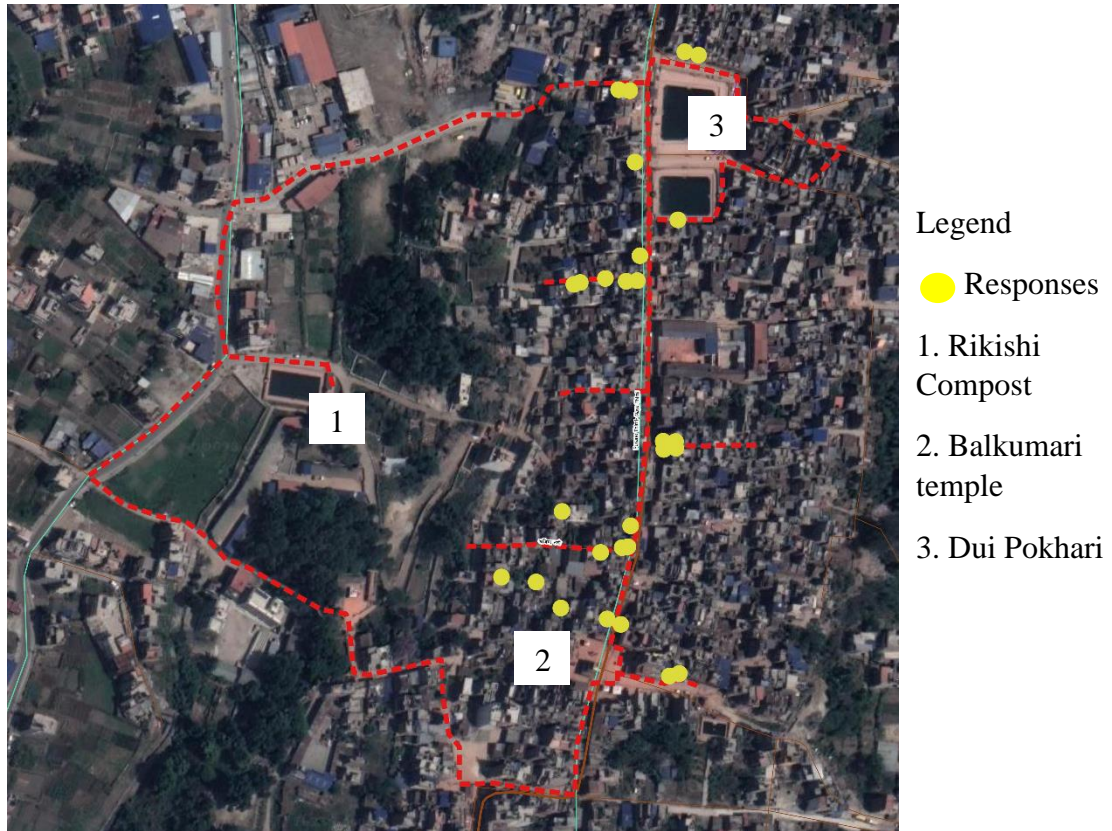 3
1
2
Legend
Responses
1. Rikishi
Compost
2. Balkumari
temple
3. Dui Pokhari